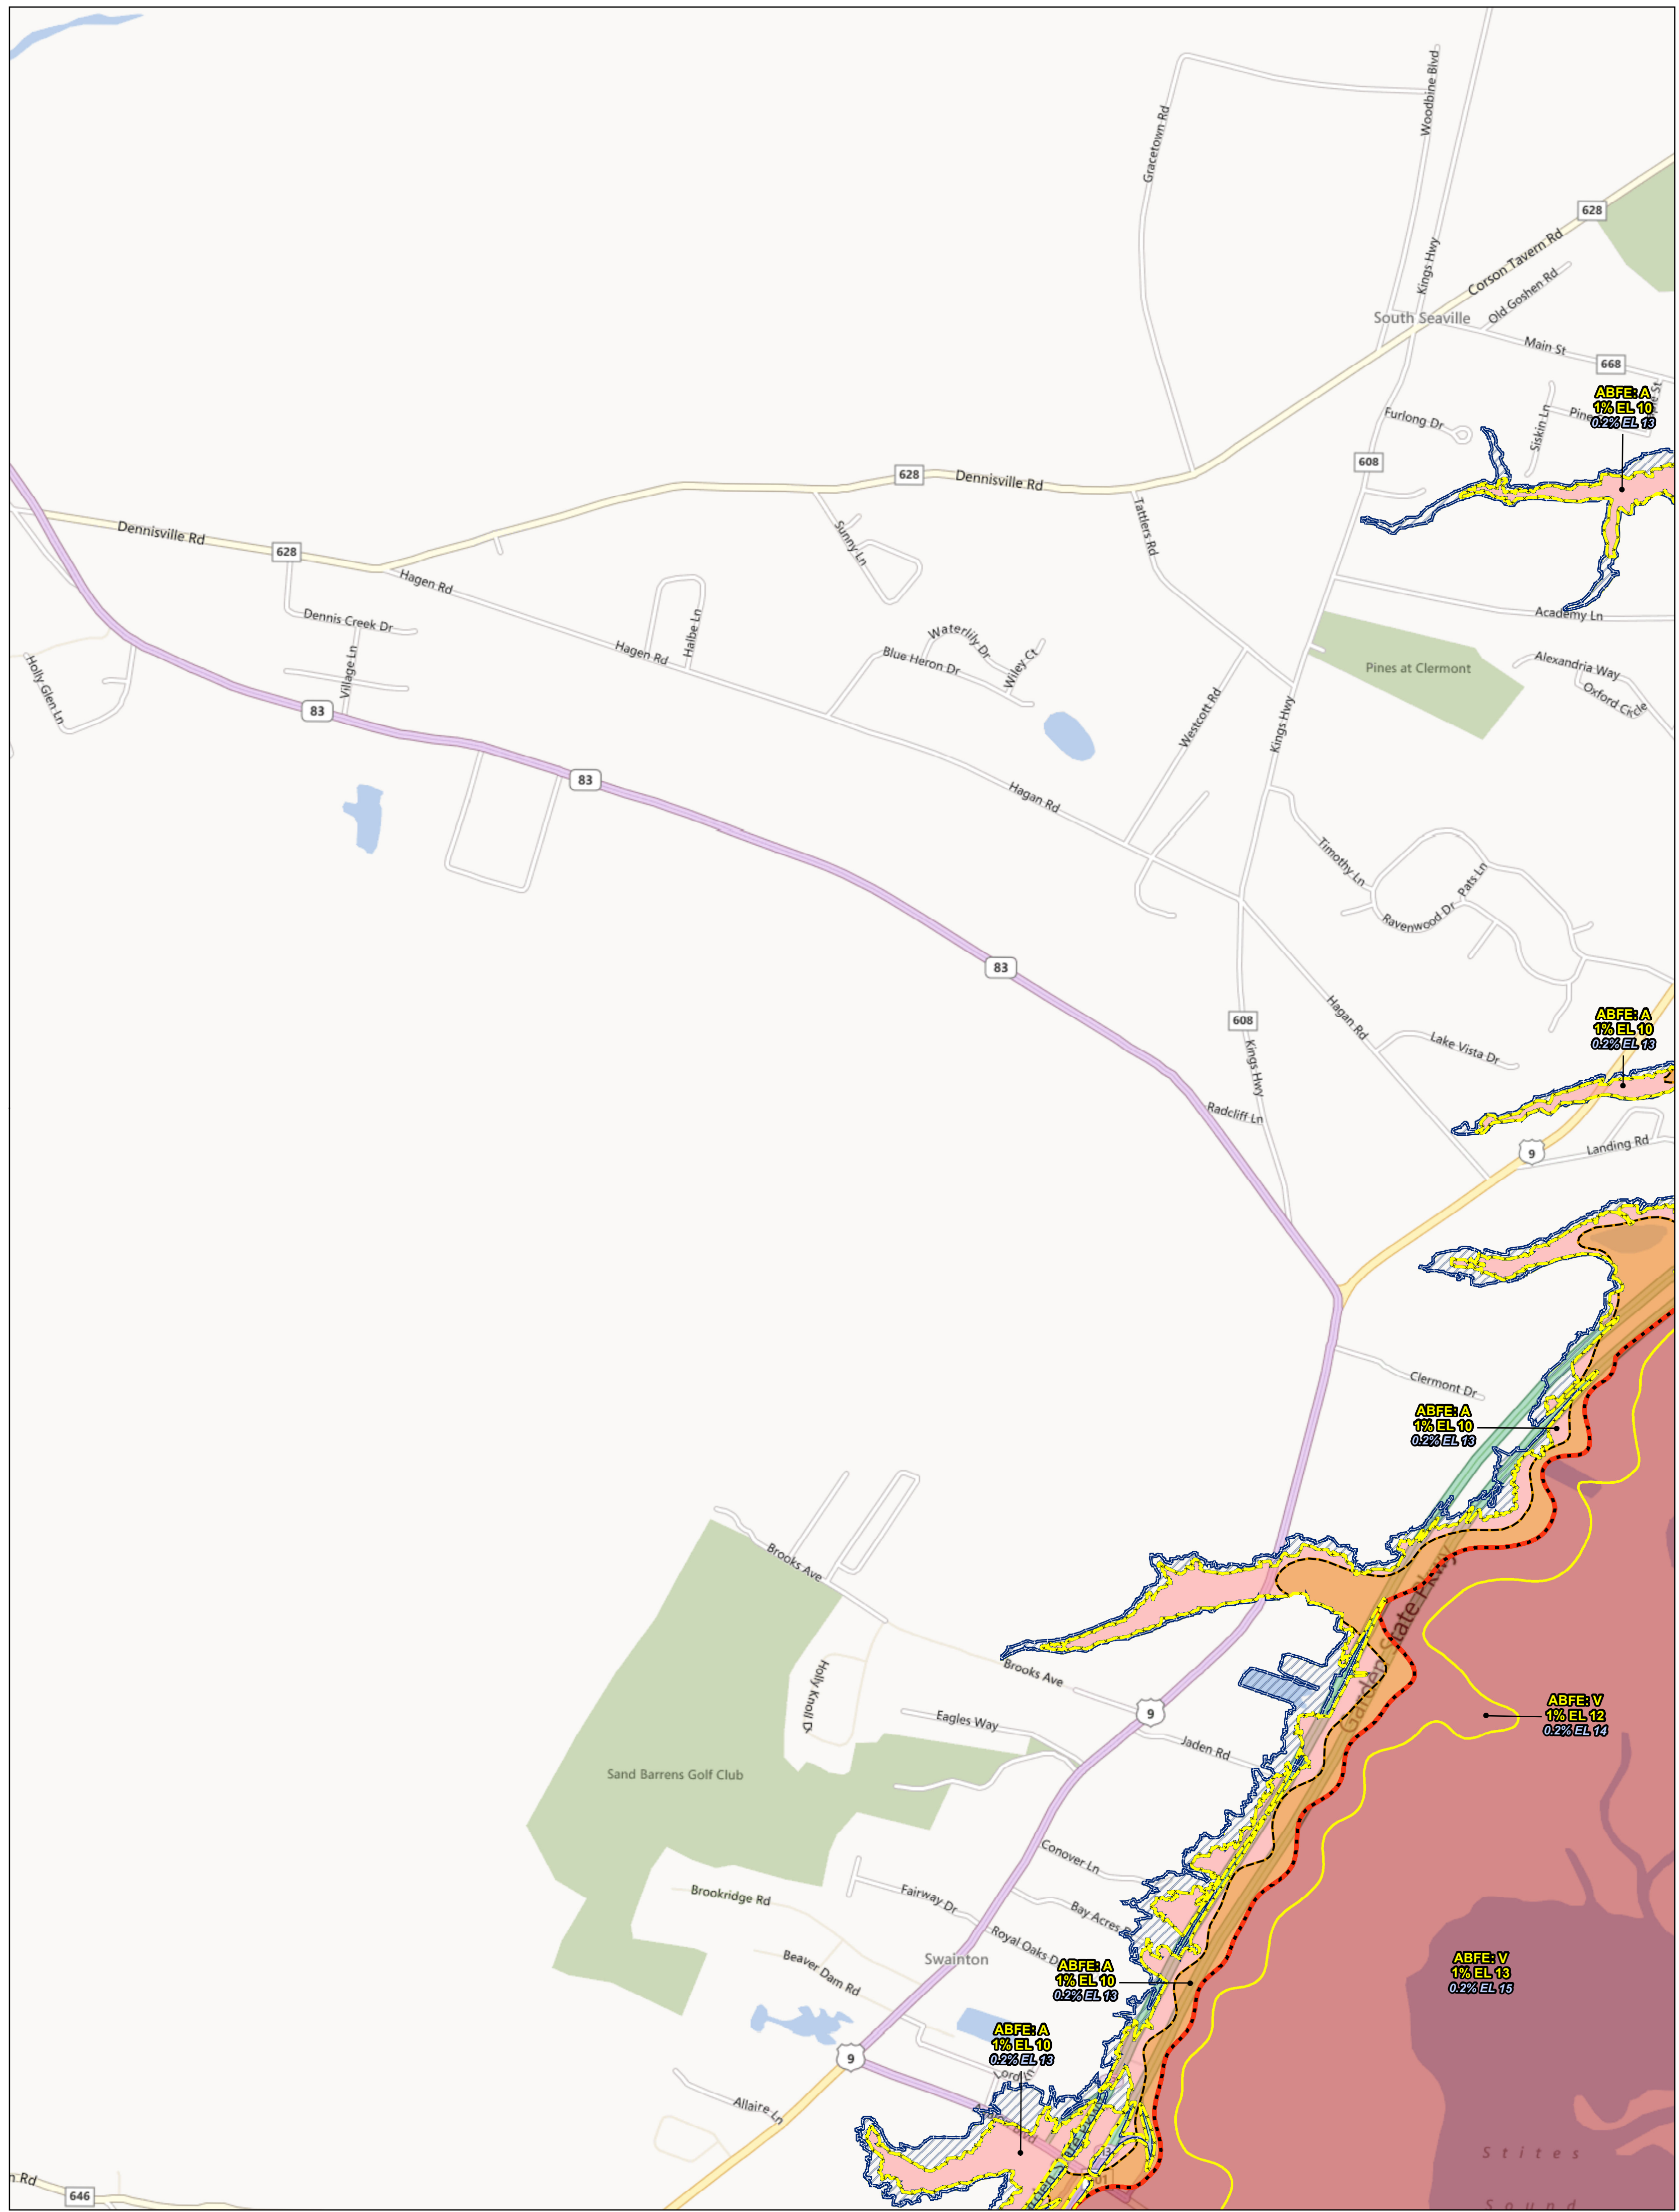 Woodbine Blvd
Gracetown Rd
628
Corson Tavern Rd
Kings Hwy
Old Goshen Rd
South Seaville
Main St
668
ABFE: A
1% EL 10
0.2% EL 13
Furlong Dr
Siskin Ln
608
628
Dennisville Rd
Dennisville Rd
628
Tattlers Rd
Sunny Ln
Hagen Rd
Dennis Creek Dr
Academy Ln
Halbe Ln
Waterlily Dr
Hagen Rd
Blue Heron Dr
Wiley Ct
Alexandria Way
Pines at Clermont
Oxford Circle
Holly Glen Ln
Village Ln
83
Westcott Rd
Kings Hwy
83
Hagan Rd
Timothy Ln
Pats Ln
Ravenwood Dr
83
608
Hagan Rd
ABFE: A
1% EL 10
0.2% EL 13
Lake Vista Dr
Kings Hwy
Radcliff Ln
9
Landing Rd
Clermont Dr
ABFE: A
1% EL 10
0.2% EL 13
Brooks Ave
Garden State Pkwy
Brooks Ave
Holly Knoll Dr
9
Eagles Way
Jaden Rd
ABFE: V
1% EL 12
0.2% EL 14
Sand Barrens Golf Club
Conover Ln
Brookridge Rd
Fairway Dr
Bay Acres
Royal Oaks D
Swainton
Beaver Dam Rd
ABFE: A
1% EL 10
0.2% EL 13
ABFE: V
1% EL 13
0.2% EL 15
ABFE: A
1% EL 10
0.2% EL 13
9
Lord Ln
Allaire Ln
Stites
Sound
n Rd
646